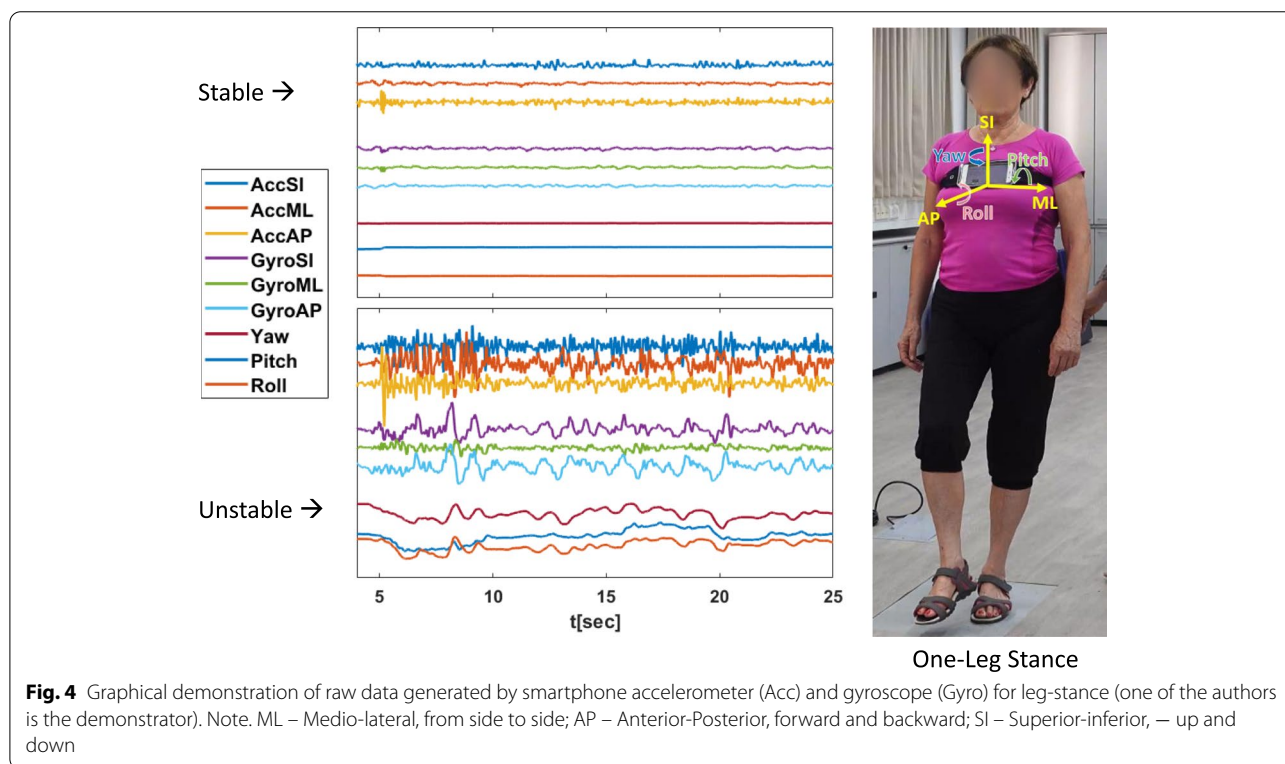 Stable →
AccSI
AccML
AccAP
GyroSI
GyroML
GyroAP
Yaw
Pitch
Roll
Unstable →
5 10 15 20 25
t[sec]
SI
Yaw
Pitch
ML
AP
Roll
One-Leg Stance
Fig. 4 Graphical demonstration of raw data generated by smartphone accelerometer (Acc) and gyroscope (Gyro) for leg-stance (one of the authors
is the demonstrator). Note. ML – Medio-lateral, from side to side; AP – Anterior-Posterior, forward and backward; SI – Superior-inferior, — up and
down